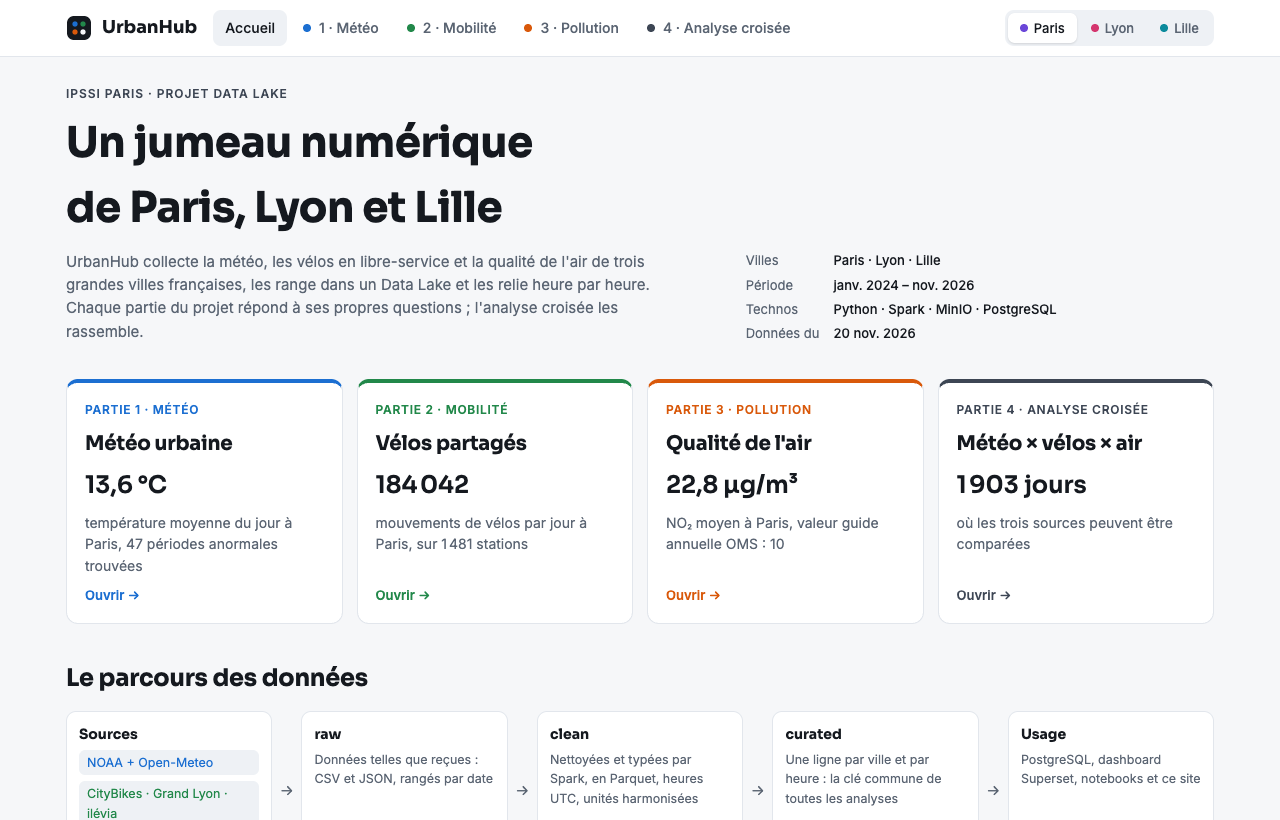 UrbanHub
Accueil
1 · Météo
2 · Mobilité
3 · Pollution
4 · Analyse croisée
Paris
Lyon
Lille
IPSSI PARIS · PROJET DATA LAKE
Un jumeau numérique
de Paris, Lyon et Lille
UrbanHub collecte la météo, les vélos en libre-service et la qualité de l'air de trois
grandes villes françaises, les range dans un Data Lake et les relie heure par heure.
Chaque partie du projet répond à ses propres questions ; l'analyse croisée les
rassemble.
Villes Paris · Lyon · Lille
Période janv. 2024 – nov. 2026
Technos Python · Spark · MinIO · PostgreSQL
Données du 20 nov. 2026
PARTIE 1 · MÉTÉO
Météo urbaine
13,6 °C
température moyenne du jour à
Paris, 47 périodes anormales
trouvées
Ouvrir →
PARTIE 2 · MOBILITÉ
Vélos partagés
184 042
mouvements de vélos par jour à
Paris, sur 1 481 stations
Ouvrir →
PARTIE 3 · POLLUTION
Qualité de l'air
22,8 µg/m³
NO₂ moyen à Paris, valeur guide
annuelle OMS : 10
Ouvrir →
PARTIE 4 · ANALYSE CROISÉE
Météo × vélos × air
1 903 jours
où les trois sources peuvent être
comparées
Ouvrir →
Le parcours des données
Sources
NOAA + Open-Meteo
CityBikes · Grand Lyon ·
ilévia
→
raw
Données telles que reçues :
CSV et JSON, rangés par date
→
clean
Nettoyées et typées par
Spark, en Parquet, heures
UTC, unités harmonisées
→
curated
Une ligne par ville et par
heure : la clé commune de
toutes les analyses
→
Usage
PostgreSQL, dashboard
Superset, notebooks et ce site